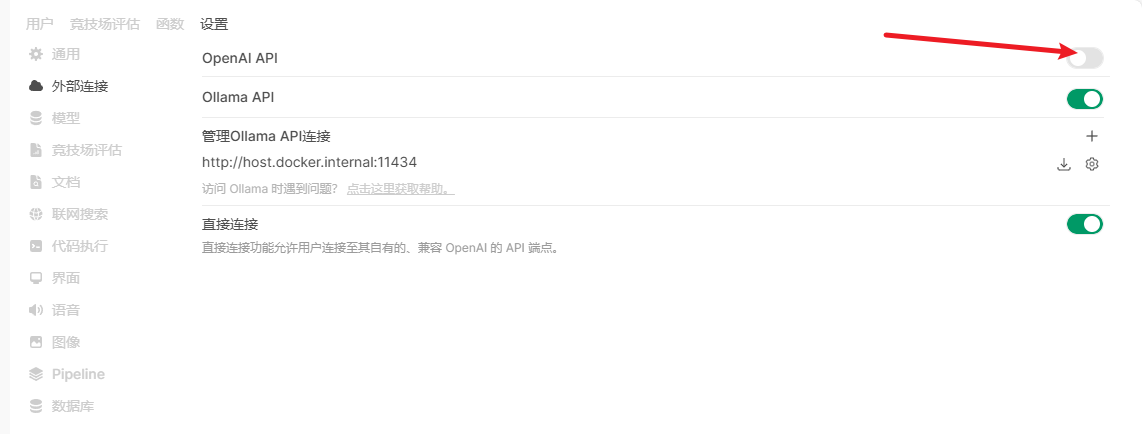 用户 竞技场评估 函数 设置
通用
外部连接
模型
竞技场评估
文档
联网搜索
代码执行
界面
语音
图像
Pipeline
数据库
OpenAI API
Ollama API
管理Ollama API连接
http://host.docker.internal:11434
访问 Ollama 时遇到问题? 点击这里获取帮助。
直接连接
直接连接功能允许用户连接至其自有的、兼容 OpenAI 的 API 端点。